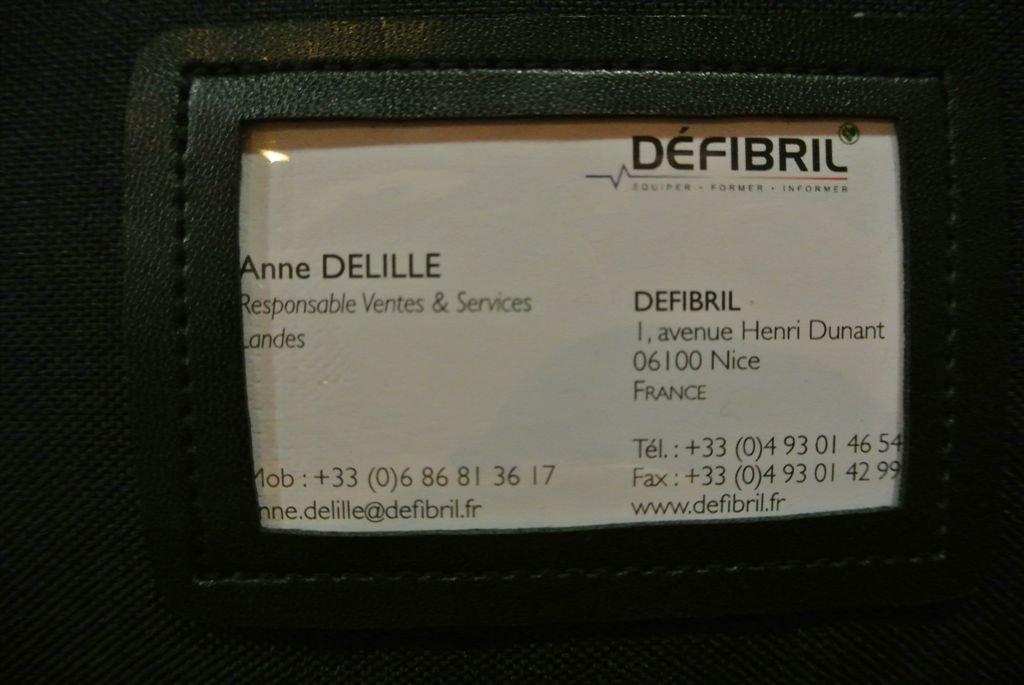 DÉFIBRIL
ÉQUIPER • FORMER • INFORMER
Anne DELILLE
Responsable Ventes & Services
Landes
Mob : +33 (0)6 86 81 36 17
nne.delille@defibril.fr
DEFIBRIL
1, avenue Henri Dunant
06100 Nice
FRANCE
Tél. : +33 (0)4 93 01 46 54
Fax : +33 (0)4 93 01 42 99
www.defibril.fr